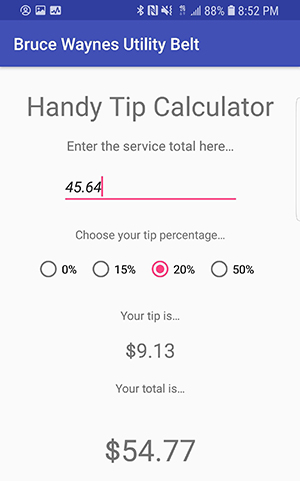 88% 8:52 PM
Bruce Waynes Utility Belt
Handy Tip Calculator
Enter the service total here…
45.64
Choose your tip percentage…
0% 15% 20% 50%
Your tip is…
$9.13
Your total is…
$54.77